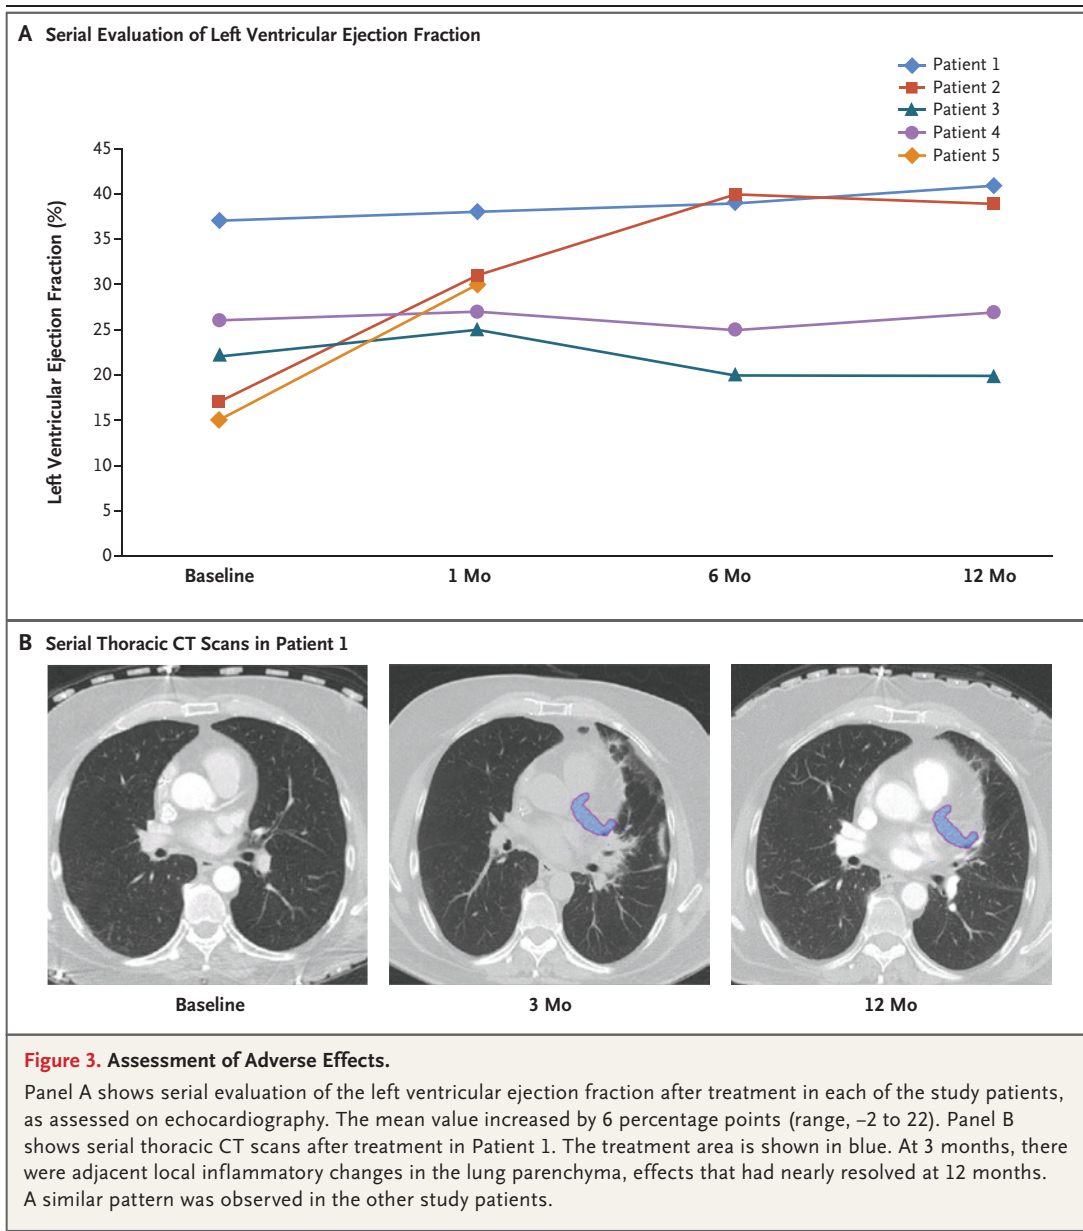 A Serial Evaluation of Left Ventricular Ejection Fraction
Patient 1
Patient 2
Patient 3
Patient 4
Patient 5
Left Ventricular Ejection Fraction (%)
45
40
35
30
25
20
15
10
5
0
Baseline 1 Mo 6 Mo 12 Mo
B Serial Thoracic CT Scans in Patient 1
Baseline 3 Mo 12 Mo
Figure 3. Assessment of Adverse Effects.
Panel A shows serial evaluation of the left ventricular ejection fraction after treatment in each of the study patients,
as assessed on echocardiography. The mean value increased by 6 percentage points (range, –2 to 22). Panel B
shows serial thoracic CT scans after treatment in Patient 1. The treatment area is shown in blue. At 3 months, there
were adjacent local inflammatory changes in the lung parenchyma, effects that had nearly resolved at 12 months.
A similar pattern was observed in the other study patients.